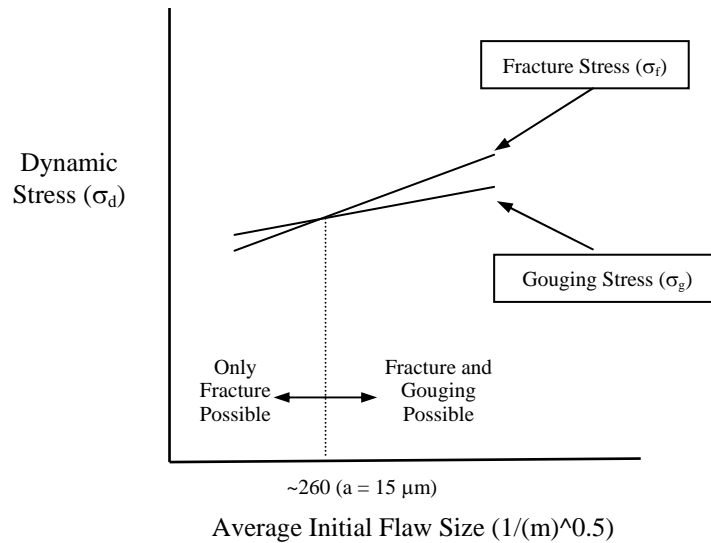 Fracture Stress (σf)
Dynamic
Stress (σd)
Gouging Stress (σg)
Only
Fracture
Possible
Fracture and
Gouging
Possible
~260 (a = 15 μm)
Average Initial Flaw Size (1/(m)^0.5)